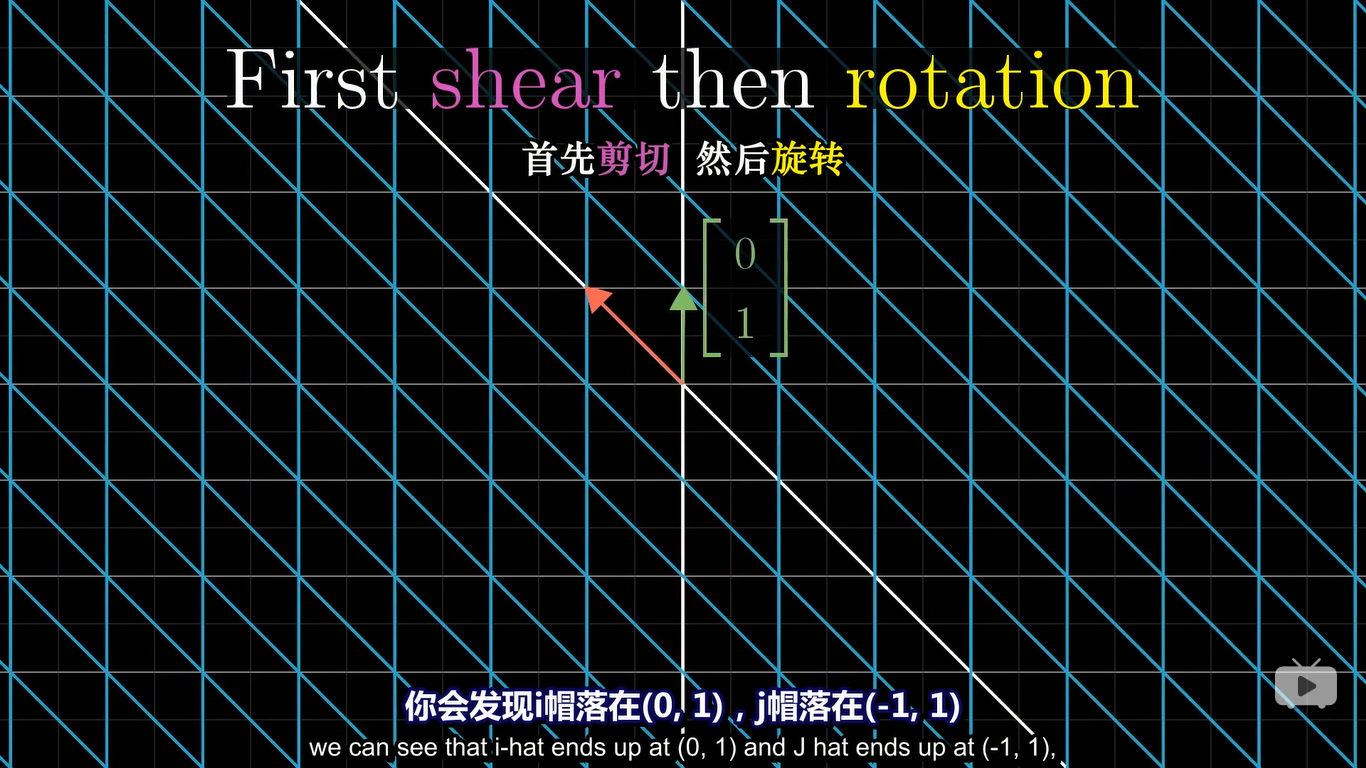 First shear then rotation
首先剪切 然后旋转
0
1
你会发现i帽落在(0, 1)，j帽落在(-1, 1)
we can see that i-hat ends up at (0, 1) and J hat ends up at (-1, 1),